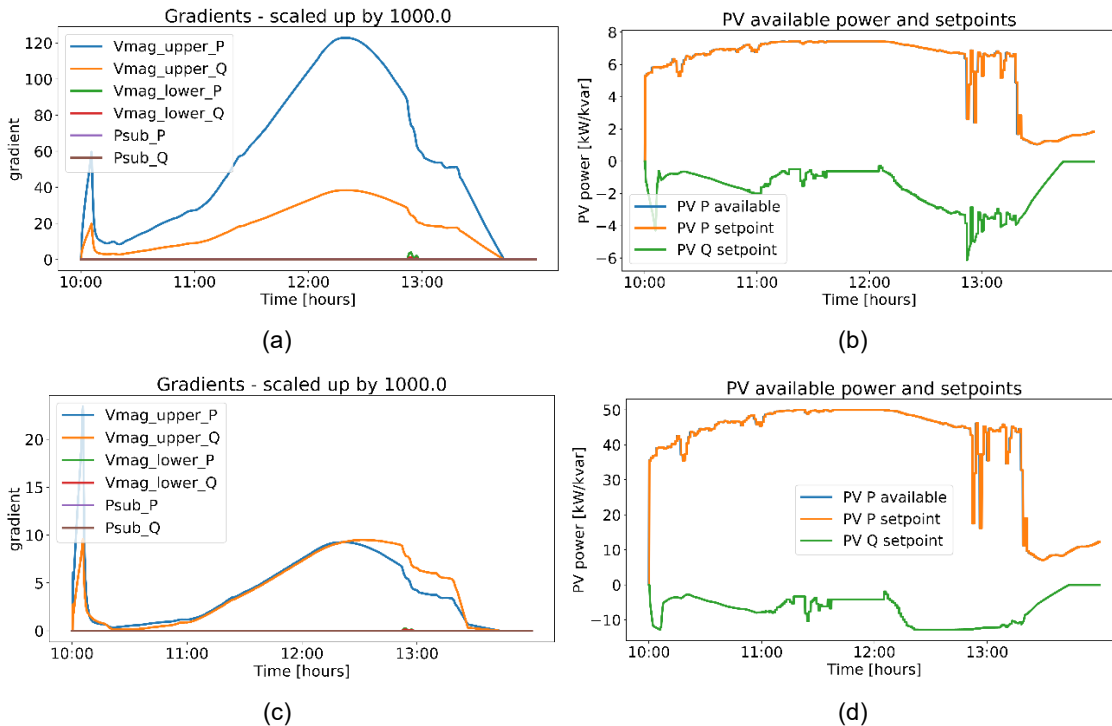 Gradients - scaled up by 1000.0
gradient
120
100
80
60
40
20
0
Vmag_upper_P
Vmag_upper_Q
Vmag_lower_P
Vmag_lower_Q
Psub_P
Psub_Q
10:00 11:00 12:00 13:00
Time [hours]
(a)
PV available power and setpoints
PV power [kW/kvar]
8
6
4
2
0
−2
−4
−6
PV P available
PV P setpoint
PV Q setpoint
10:00 11:00 12:00 13:00
Time [hours]
(b)
Gradients - scaled up by 1000.0
gradient
20
15
10
5
0
Vmag_upper_P
Vmag_upper_Q
Vmag_lower_P
Vmag_lower_Q
Psub_P
Psub_Q
10:00 11:00 12:00 13:00
Time [hours]
(c)
PV available power and setpoints
PV power [kW/kvar]
50
40
30
20
10
0
−10
PV P available
PV P setpoint
PV Q setpoint
10:00 11:00 12:00 13:00
Time [hours]
(d)